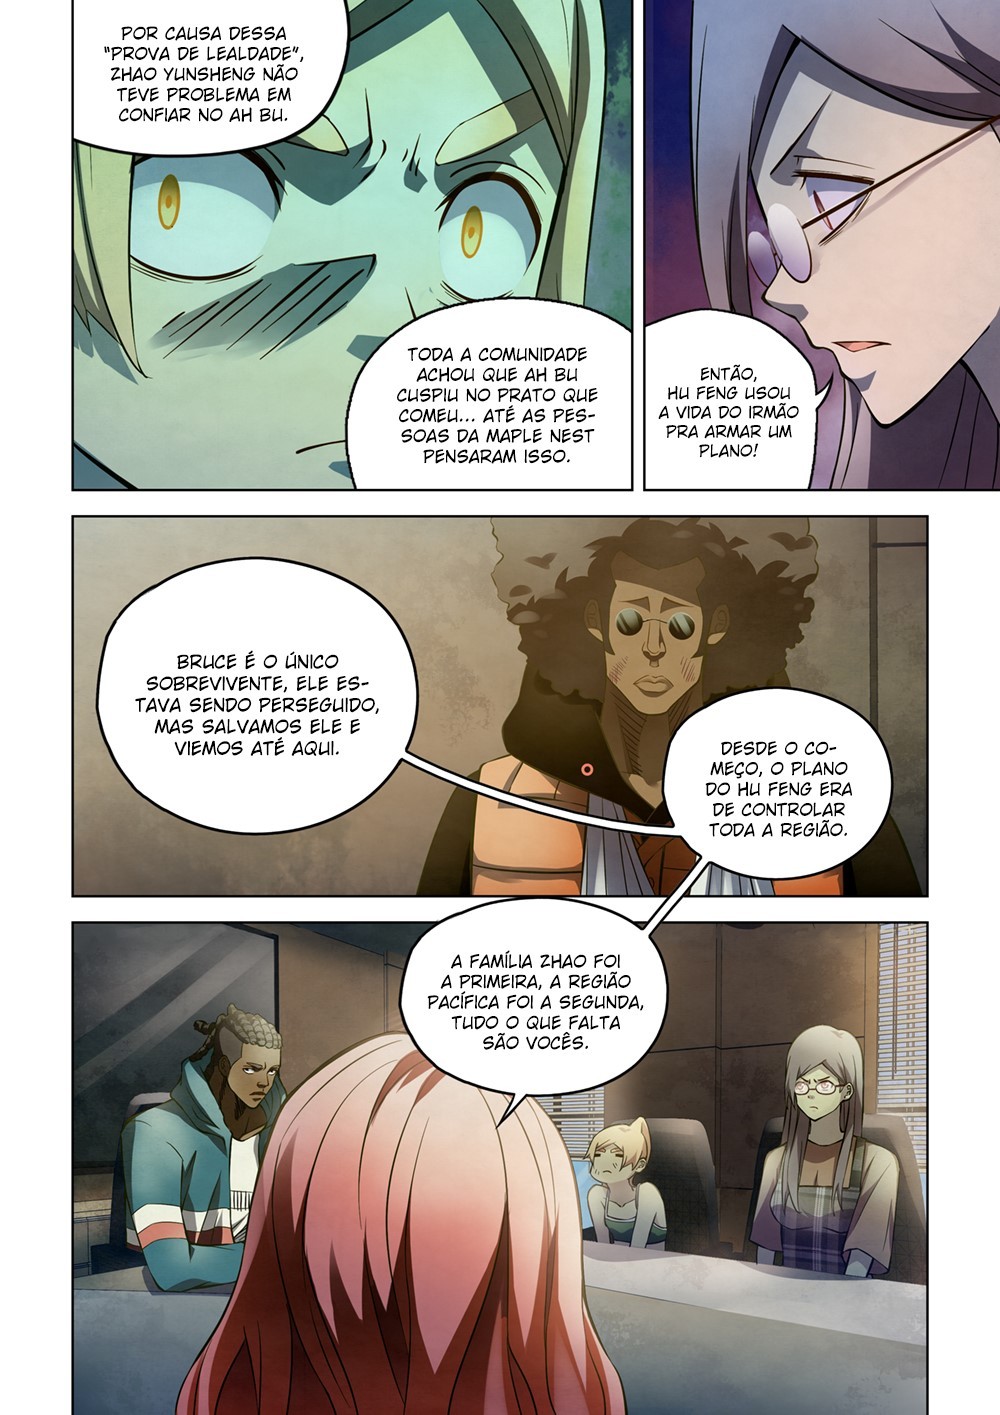 POR CAUSA DESSA
"PROVA DE LEALDADE",
ZHAO YUNSHENG NÃO
TEVE PROBLEMA EM
CONFIAR NO AH BU.
TODA A COMUNIDADE
ACHOU QUE AH BU
CUSPIU NO PRATO QUE
COMEU... ATÉ AS PES-
SOAS DA MAPLE NEST
PENSARAM ISSO.
ENTÃO,
HU FENG USOU
A VIDA DO IRMÃO
PRA ARMAR UM
PLANO!
BRUCE É O ÚNICO
SOBREVIVENTE, ELE ES-
TAVA SENDO PERSEGUIDO,
MAS SALVAMOS ELE E
VIEMOS ATÉ AQUI.
DESDE O CO-
MEÇO, O PLANO
DO HU FENG ERA
DE CONTROLAR
TODA A REGIÃO.
A FAMÍLIA ZHAO FOI
A PRIMEIRA, A REGIÃO
PACÍFICA FOI A SEGUNDA,
TUDO O QUE FALTA
SÃO VOCÊS.